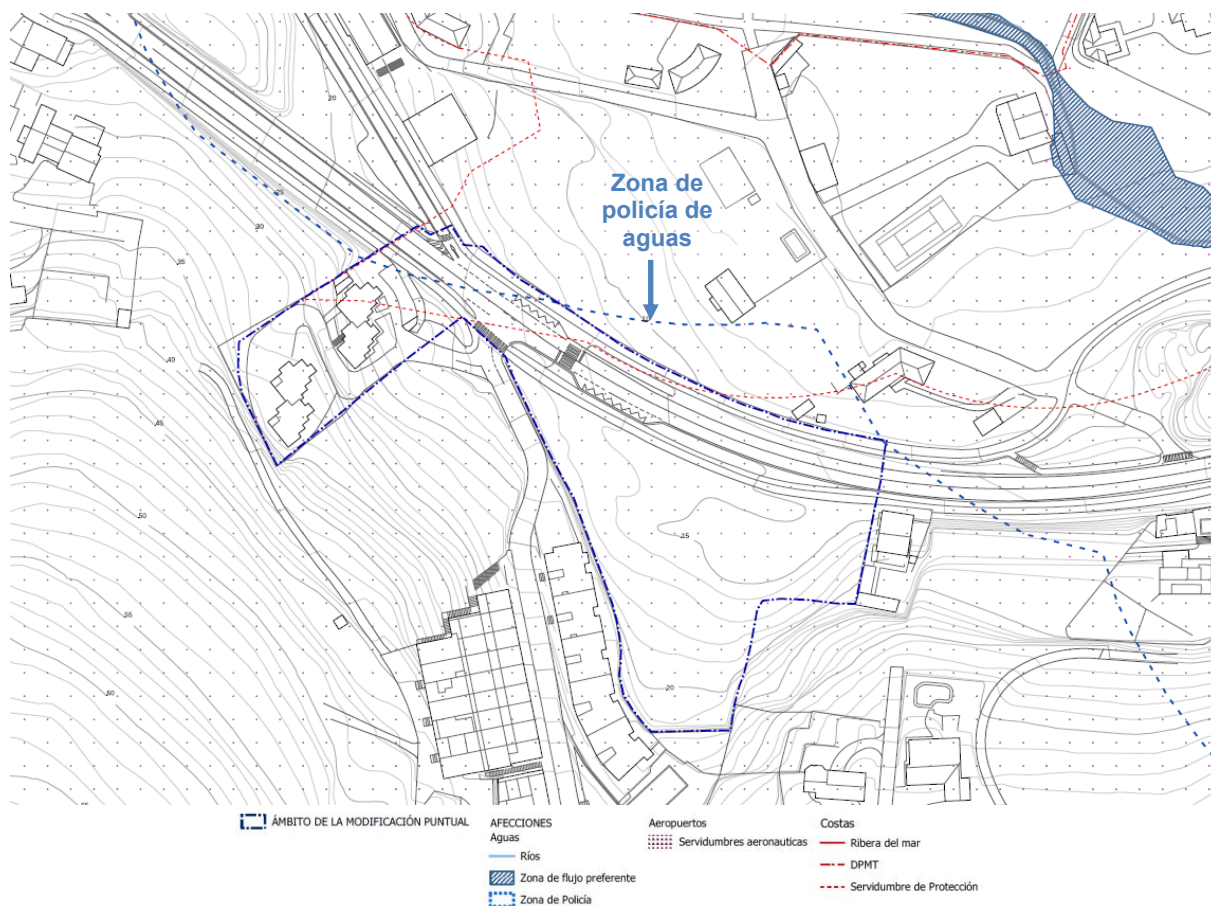 Zona de
policía de
aguas
20
25
30
35
40
45
50
55
60
10
15
20
ÁMBITO DE LA MODIFICACIÓN PUNTUAL
AFECCIONES
Aguas
Ríos
Zona de flujo preferente
Zona de Policía
Aeropuertos
Servidumbres aeronauticas
Costas
Ribera del mar
DPMT
Servidumbre de Protección